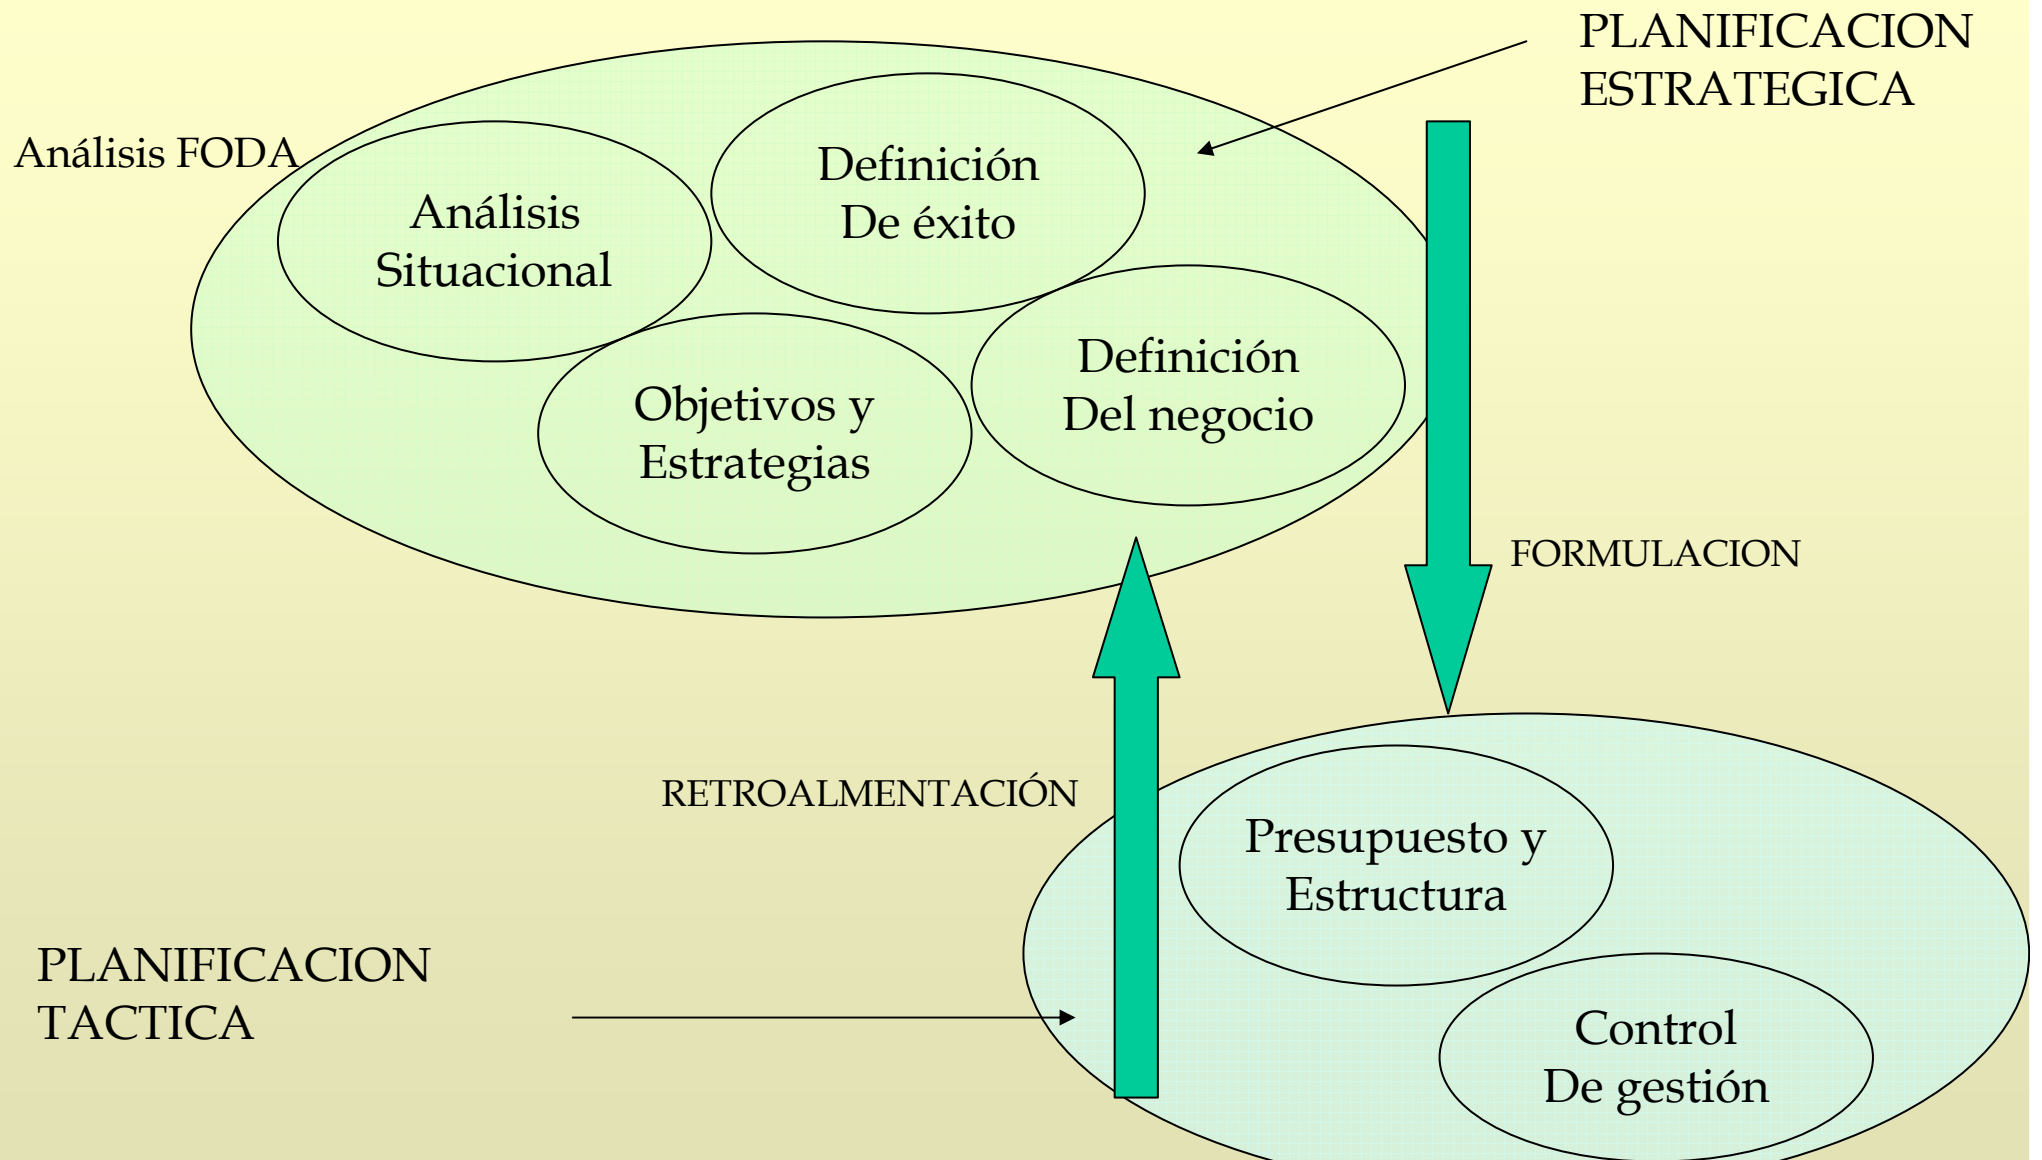 PLANIFICACION
ESTRATEGICA
Análisis FODA
Definición
De éxito
Análisis
Situacional
Definición
Del negocio
Objetivos y
Estrategias
FORMULACION
RETROALMENTACIÓN
Presupuesto y
Estructura
PLANIFICACION
TACTICA
Control
De gestión